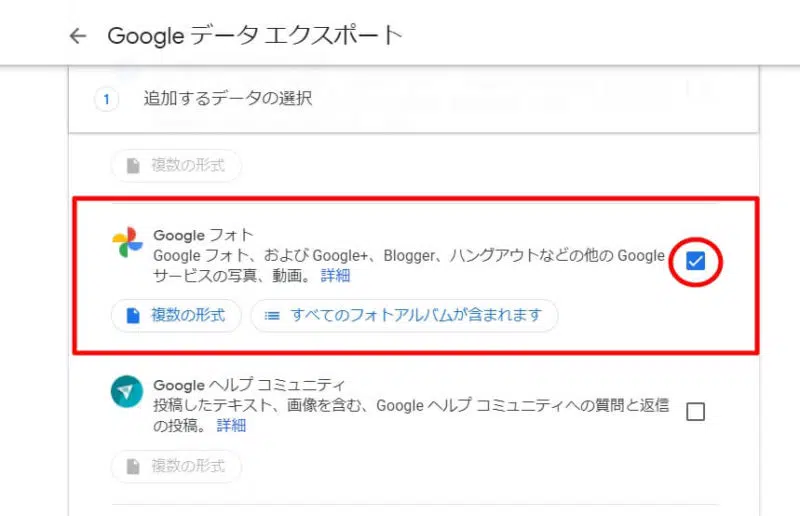 Google データ エクスポート
1 追加するデータの選択
複数の形式
Google フォト
Google フォト、および Google+、Blogger、ハングアウトなどの他の Google
サービスの写真、動画。 詳細
複数の形式 すべてのフォトアルバムが含まれます
Google ヘルプ コミュニティ
投稿したテキスト、画像を含む、Google ヘルプ コミュニティへの質問と返信
の投稿。 詳細
複数の形式